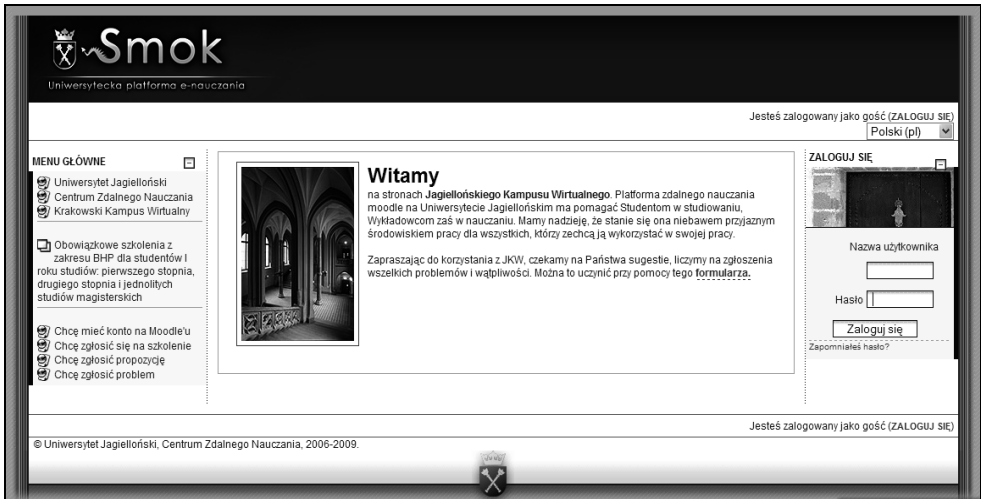 Smok
Uniwersytecka platforma e-nauczania
Jesteś zalogowany jako gość (ZALOGUJ SIĘ)
Polski (pl)
MENU GŁÓWNE
Uniwersytet Jagielloński
Centrum Zdalnego Nauczania
Krakowski Kampus Wirtualny
Obowiązkowe szkolenia z
zakresu BHP dla studentów I
roku studiów: pierwszego stopnia,
drugiego stopnia i jednolitych
studiów magisterskich
Chcę mieć konto na Moodle'u
Chcę zgłosić się na szkolenie
Chcę zgłosić propozycję
Chcę zgłosić problem
Witamy
na stronach Jagiellońskiego Kampusu Wirtualnego. Platforma zdalnego nauczania
moodle na Uniwersytecie Jagiellońskim ma pomagać Studentom w studiowaniu,
Wykładowcom zaś w nauczaniu. Mamy nadzieję, że stanie się ona niebawem przyjaznym
środowiskiem pracy dla wszystkich, którzy zechcą ją wykorzystać w swojej pracy.
Zapraszając do korzystania z JKW, czekamy na Państwa sugestie, liczymy na zgłoszenia
wszelkich problemów i wątpliwości. Można to uczynić przy pomocy tego formularza.
ZALOGUJ SIĘ
Nazwa użytkownika
Hasło
Zaloguj się
Zapomniałeś hasło?
Jesteś zalogowany jako gość (ZALOGUJ SIĘ)
© Uniwersytet Jagielloński, Centrum Zdalnego Nauczania, 2006-2009.